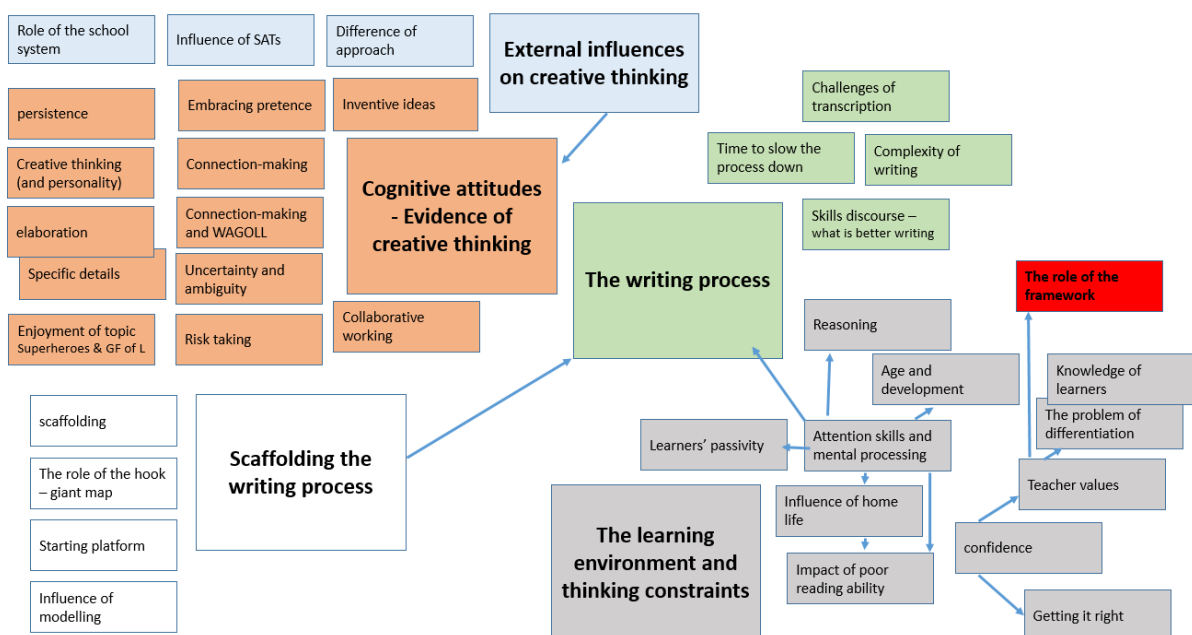 Role of the school
system
Influence of SATs
Difference of
approach
External influences
on creative thinking
persistence
Embracing pretence
Inventive ideas
Creative thinking
(and personality)
Connection-making
Cognitive attitudes
- Evidence of
creative thinking
elaboration
Connection-making
and WAGOLL
Specific details
Uncertainty and
ambiguity
Enjoyment of topic
Superheroes & GF of L
Risk taking
Collaborative
working
Challenges of
transcription
Time to slow the
process down
Complexity of
writing
Skills discourse –
what is better writing
The writing process
The role of the
framework
Reasoning
Age and
development
Knowledge of
learners
The problem of
differentiation
Learners' passivity
Attention skills and
mental processing
Teacher values
Influence of home
life
confidence
Impact of poor
reading ability
Getting it right
The learning
environment and
thinking constraints
scaffolding
The role of the hook
– giant map
Starting platform
Influence of
modelling
Scaffolding the
writing process